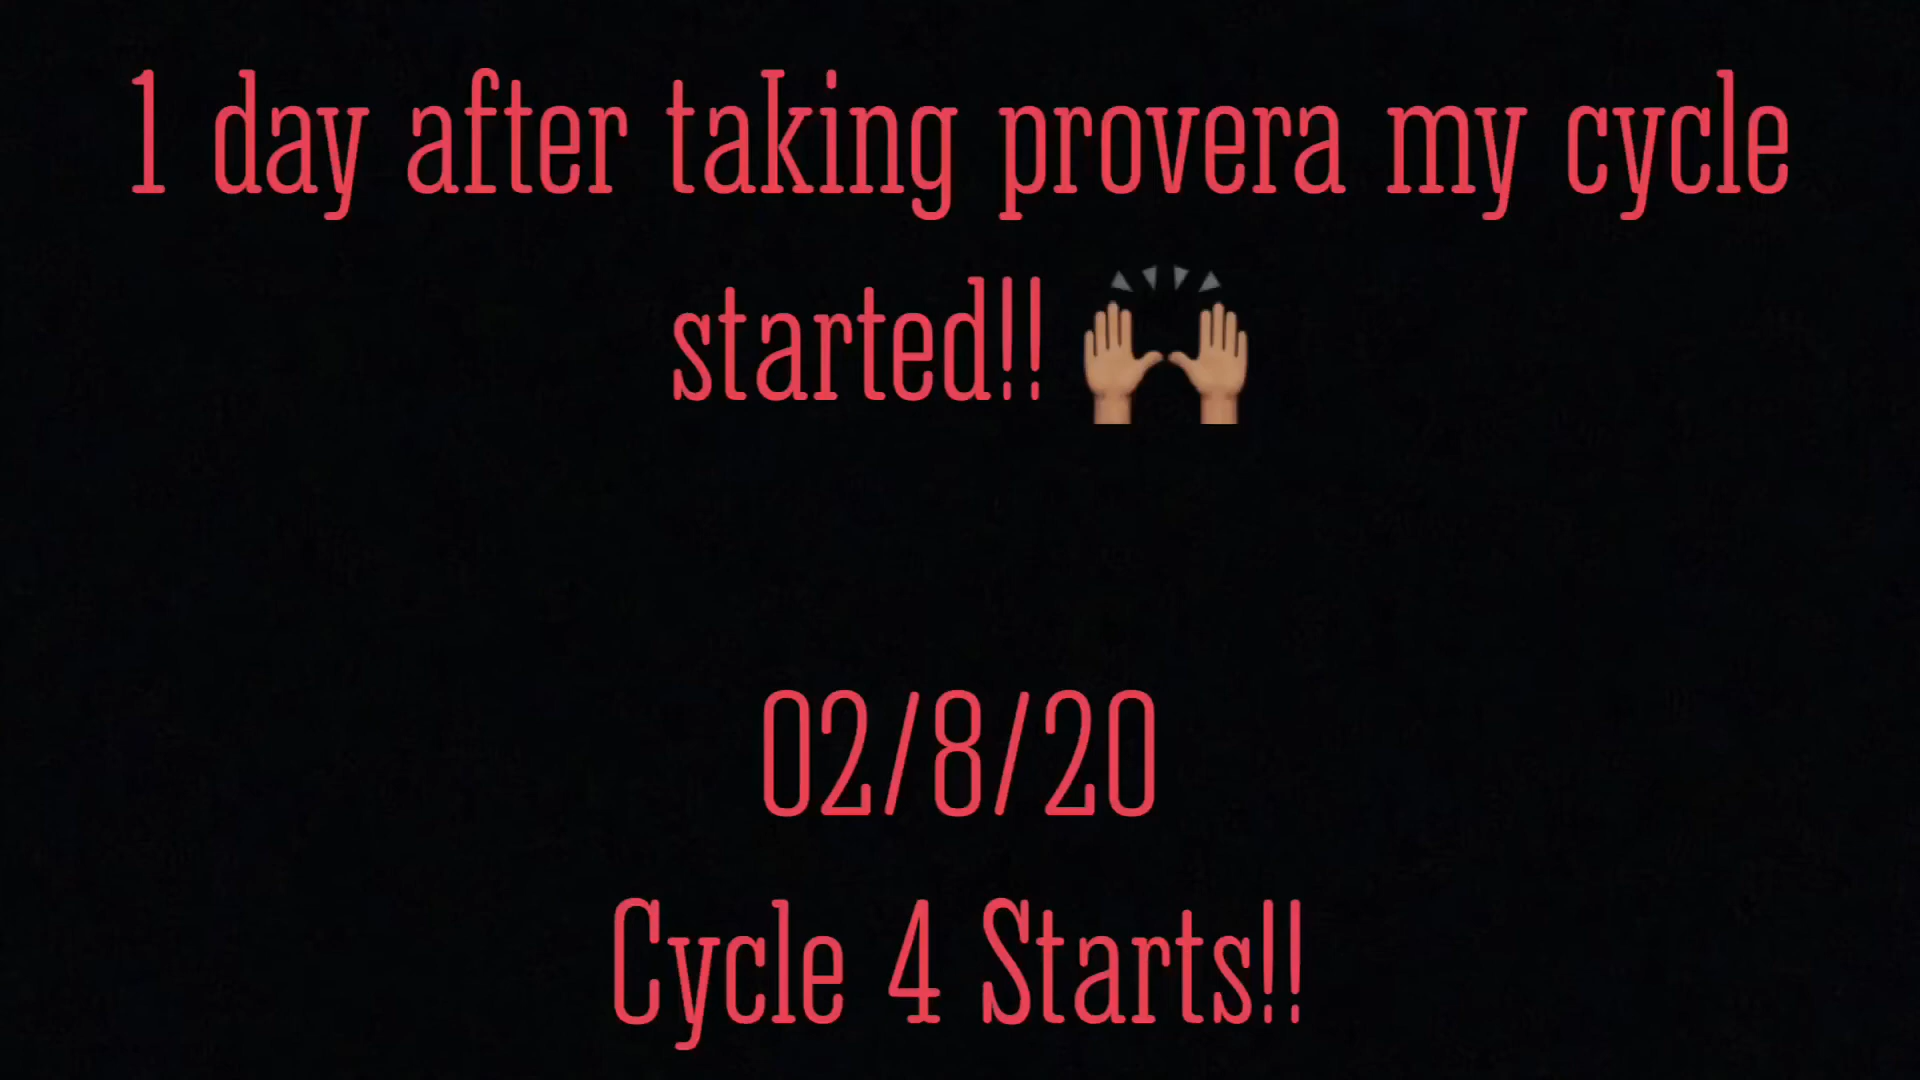 1 day after taking provera my cycle
started!! 🙌🏽
02/8/20
Cycle 4 Starts!!